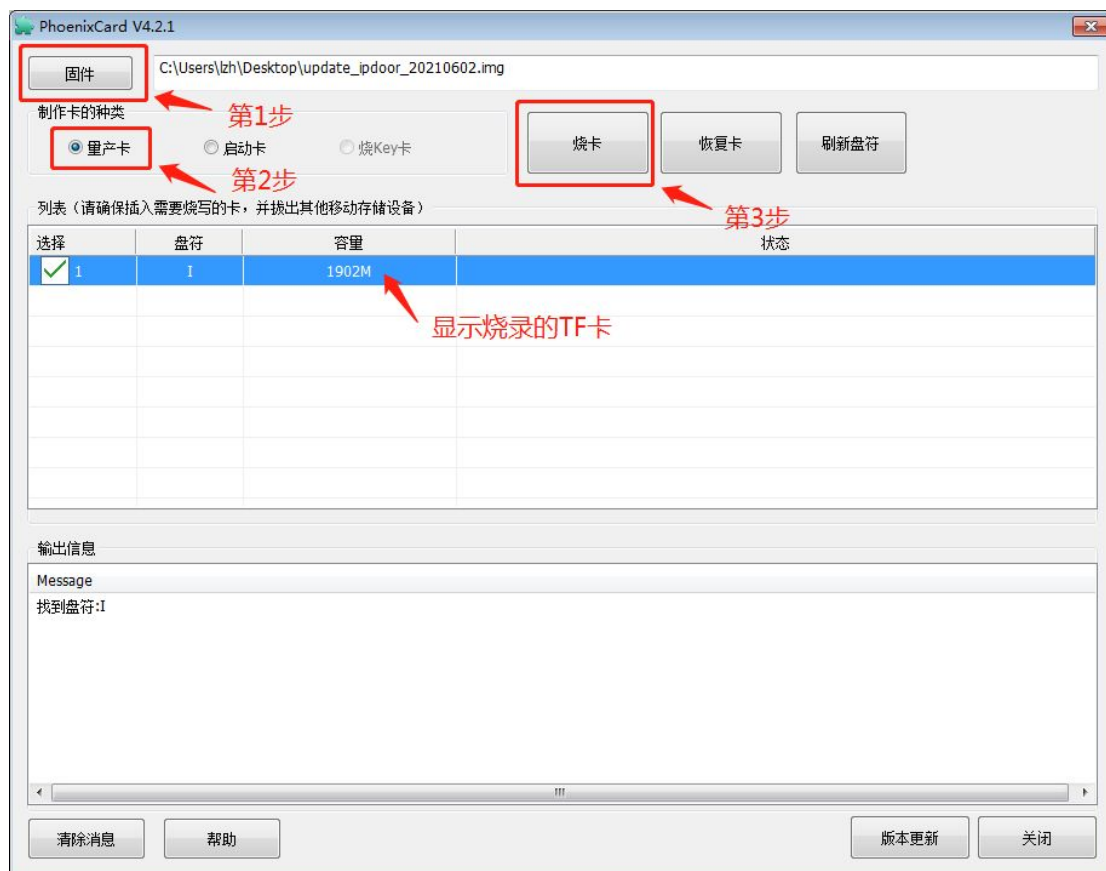 PhoenixCard V4.2.1
固件
C:\Users\lzh\Desktop\update_ipdoor_20210602.img
第1步
制作卡的种类
量产卡
启动卡
烧Key卡
烧卡
恢复卡
刷新盘符
第2步
第3步
列表（请确保插入需要烧写的卡，并拔出其他移动存储设备）
选择 盘符 容里 状态
1 I 1902M
显示烧录的TF卡
输出信息
Message
找到盘符:I
清除消息
帮助
版本更新
关闭